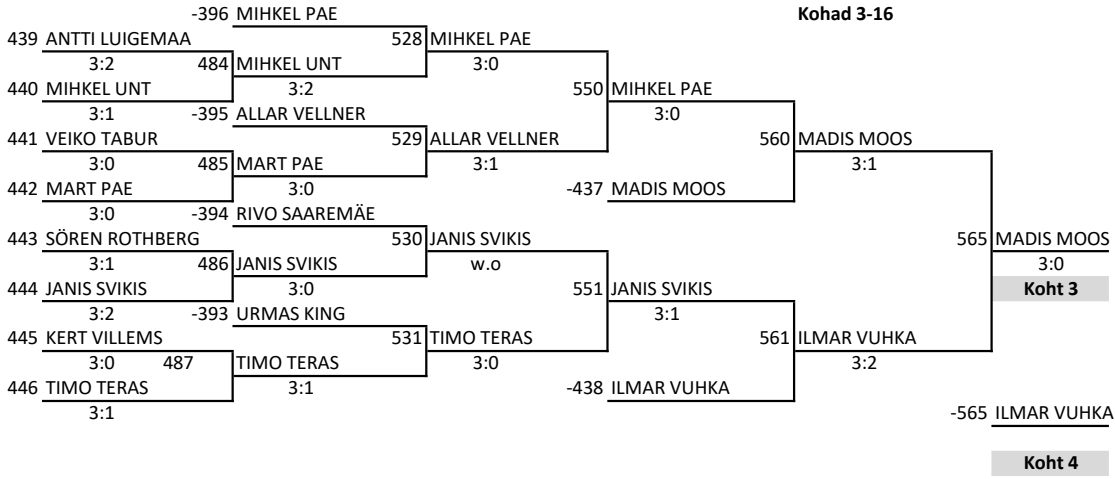 -396 MIHKEL PAE Kohad 3-16
439 ANTTI LUIGEMAA 528 MIHKEL PAE
3:2 484 MIHKEL UNT 3:0
440 MIHKEL UNT 3:2 550 MIHKEL PAE
3:1 -395 ALLAR VELLNER 3:0
441 VEIKO TABUR 529 ALLAR VELLNER 560 MADIS MOOS
3:0 485 MART PAE 3:1 3:1
442 MART PAE 3:0 -437 MADIS MOOS
3:0 -394 RIVO SAAREMÄE
443 SÖREN ROTHBERG 530 JANIS SVIKIS 565 MADIS MOOS
3:1 486 JANIS SVIKIS w.o 3:0
444 JANIS SVIKIS 3:0 551 JANIS SVIKIS Koht 3
3:2 -393 URMAS KING 3:1
445 KERT VILLEMS 531 TIMO TERAS 561 ILMAR VUHKA
3:0 487 TIMO TERAS 3:0 3:2
446 TIMO TERAS 3:1 -438 ILMAR VUHKA
3:1 -565 ILMAR VUHKA
Koht 4